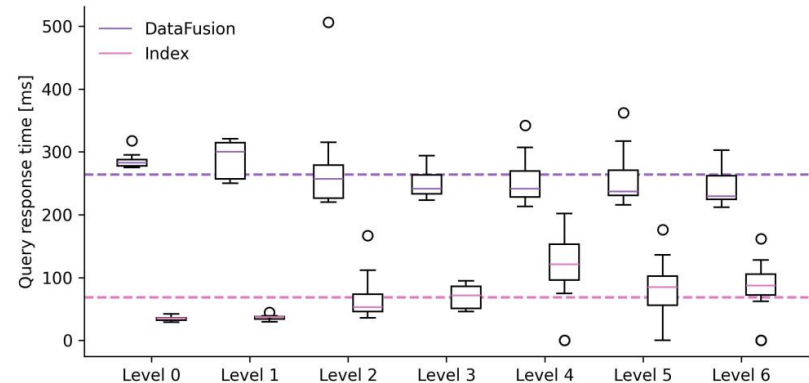 DataFusion
Index
Query response time [ms]
500
400
300
200
100
0
Level 0
Level 1
Level 2
Level 3
Level 4
Level 5
Level 6